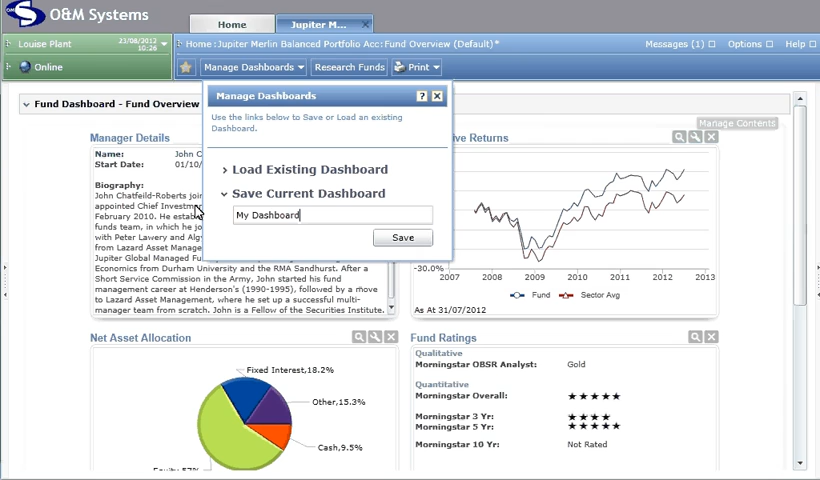 O&M Systems
Home
Jupiter M...
Louise Plant
23/08/2012
10:26
Home:Jupiter Merlin Balanced Portfolio Acc:Fund Overview (Default)*
Messages (1)
Options
Help
Online
Manage Dashboards
Research Funds
Print
Manage Dashboards
Use the links below to Save or Load an existing
Dashboard.
Load Existing Dashboard
Save Current Dashboard
My Dashboard
Save
Fund Dashboard - Fund Overview
Manage Contents
Manager Details
Name: John C
Start Date: 01/10/
Biography:
John Chatfeild-Roberts join
appointed Chief Investm
February 2010. He estab
funds team, in which he jo
with Peter Lawery and Alg
from Lazard Asset Manage
Jupiter Global Managed Fu
Economics from Durham University and the RMA Sandhurst. After a
Short Service Commission in the Army, John started his fund
management career at Henderson's (1990-1995), followed by a move
to Lazard Asset Management, where he set up a successful multi-
manager team from scratch. John is a Fellow of the Securities Institute.
ive Returns
-30.0%
2007 2008 2009 2010 2011 2012 2013
Fund Sector Avg
As At 31/07/2012
Net Asset Allocation
Fixed Interest,18.2%
Other,15.3%
Cash,9.5%
Equity,57%
Fund Ratings
Qualitative
Morningstar OBSR Analyst: Gold
Quantitative
Morningstar Overall: ★★★★★
Morningstar 3 Yr: ★★★★
Morningstar 5 Yr: ★★★★★
Morningstar 10 Yr: Not Rated